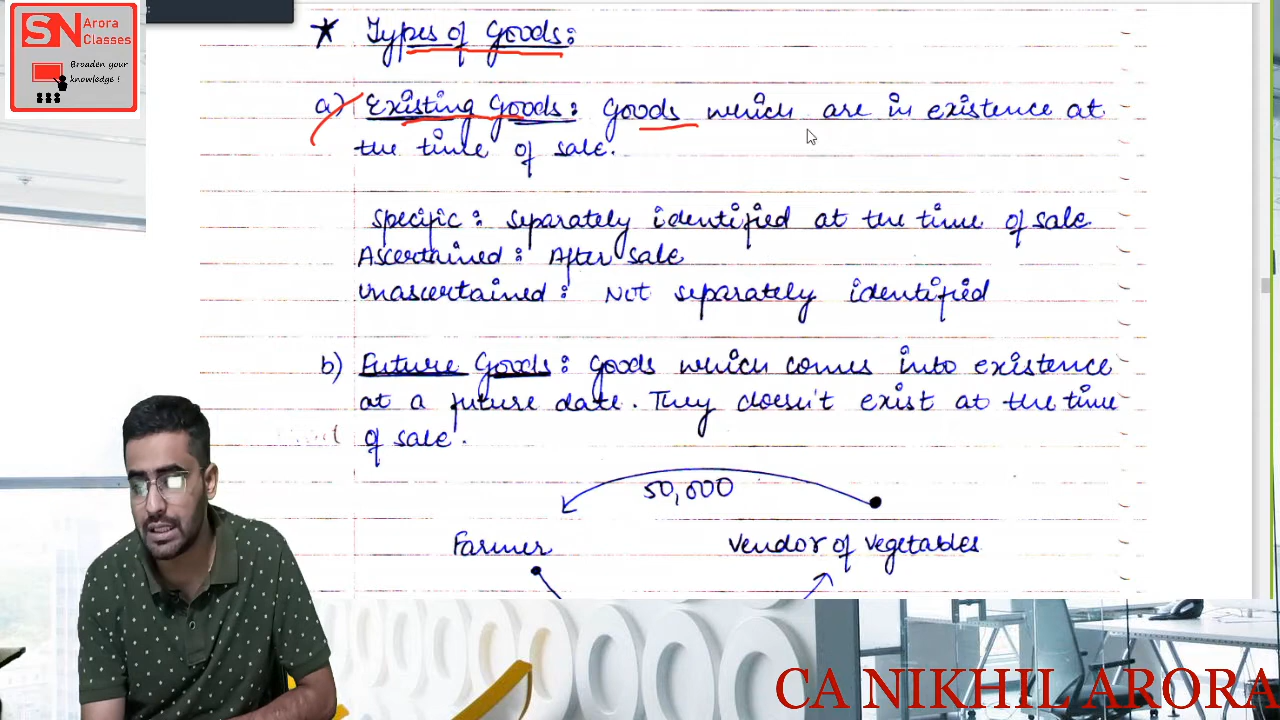 SN Arora Classes
Broaden your knowledge !
★ Types of Goods:
a) Existing Goods: Goods which are in existence at
the time of sale.
Specific: separately identified at the time of sale
Ascertained: After sale
Unascertained: Not separately identified
b) Future Goods: Goods which comes into existence
at a future date. They doesn't exist at the time
of sale.
50,000
Farmer
Vendor of Vegetables
CA NIKHIL ARORA